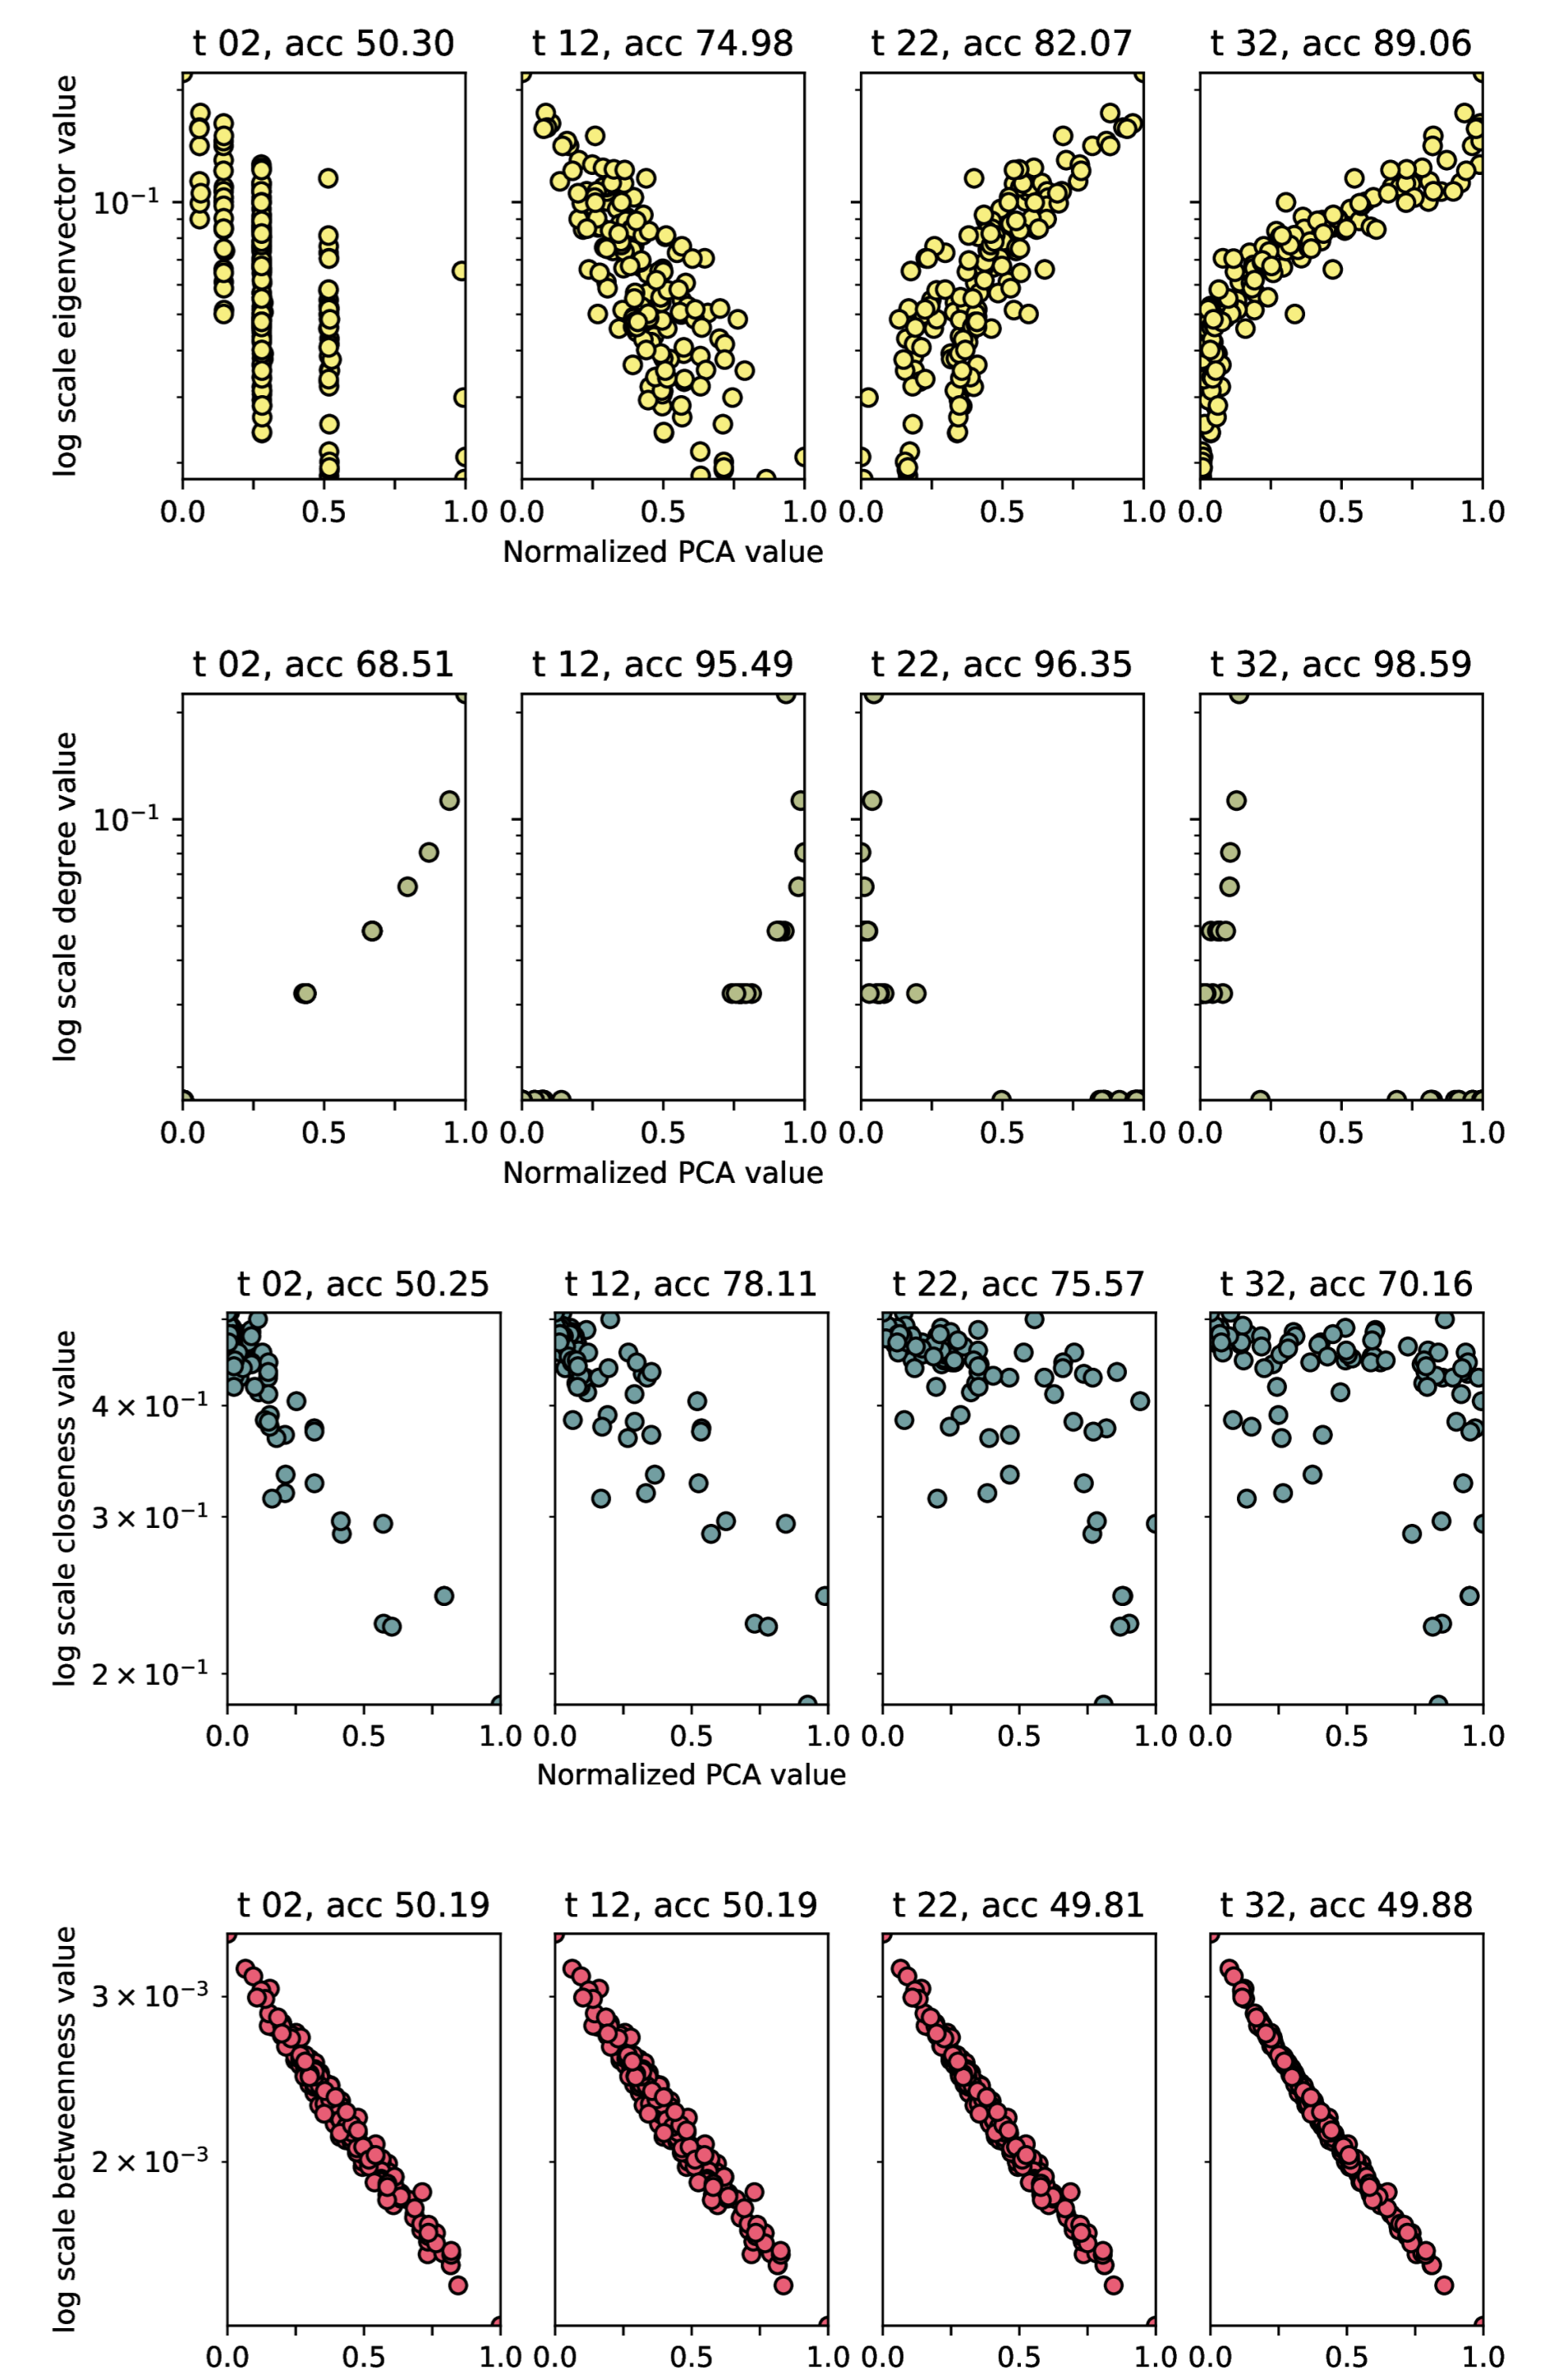 t 02, acc 50.30 t 12, acc 74.98 t 22, acc 82.07 t 32, acc 89.06
log scale eigenvector value
10⁻¹
0.0 0.5 1.0 0.0 0.5 1.0 0.0 0.5 1.0 0.0 0.5 1.0
Normalized PCA value
t 02, acc 68.51 t 12, acc 95.49 t 22, acc 96.35 t 32, acc 98.59
log scale degree value
10⁻¹
0.0 0.5 1.0 0.0 0.5 1.0 0.0 0.5 1.0 0.0 0.5 1.0
Normalized PCA value
t 02, acc 50.25 t 12, acc 78.11 t 22, acc 75.57 t 32, acc 70.16
log scale closeness value
4 × 10⁻¹
3 × 10⁻¹
2 × 10⁻¹
0.0 0.5 1.0 0.0 0.5 1.0 0.0 0.5 1.0 0.0 0.5 1.0
Normalized PCA value
t 02, acc 50.19 t 12, acc 50.19 t 22, acc 49.81 t 32, acc 49.88
log scale betweenness value
3 × 10⁻³
2 × 10⁻³
0.0 0.5 1.0 0.0 0.5 1.0 0.0 0.5 1.0 0.0 0.5 1.0